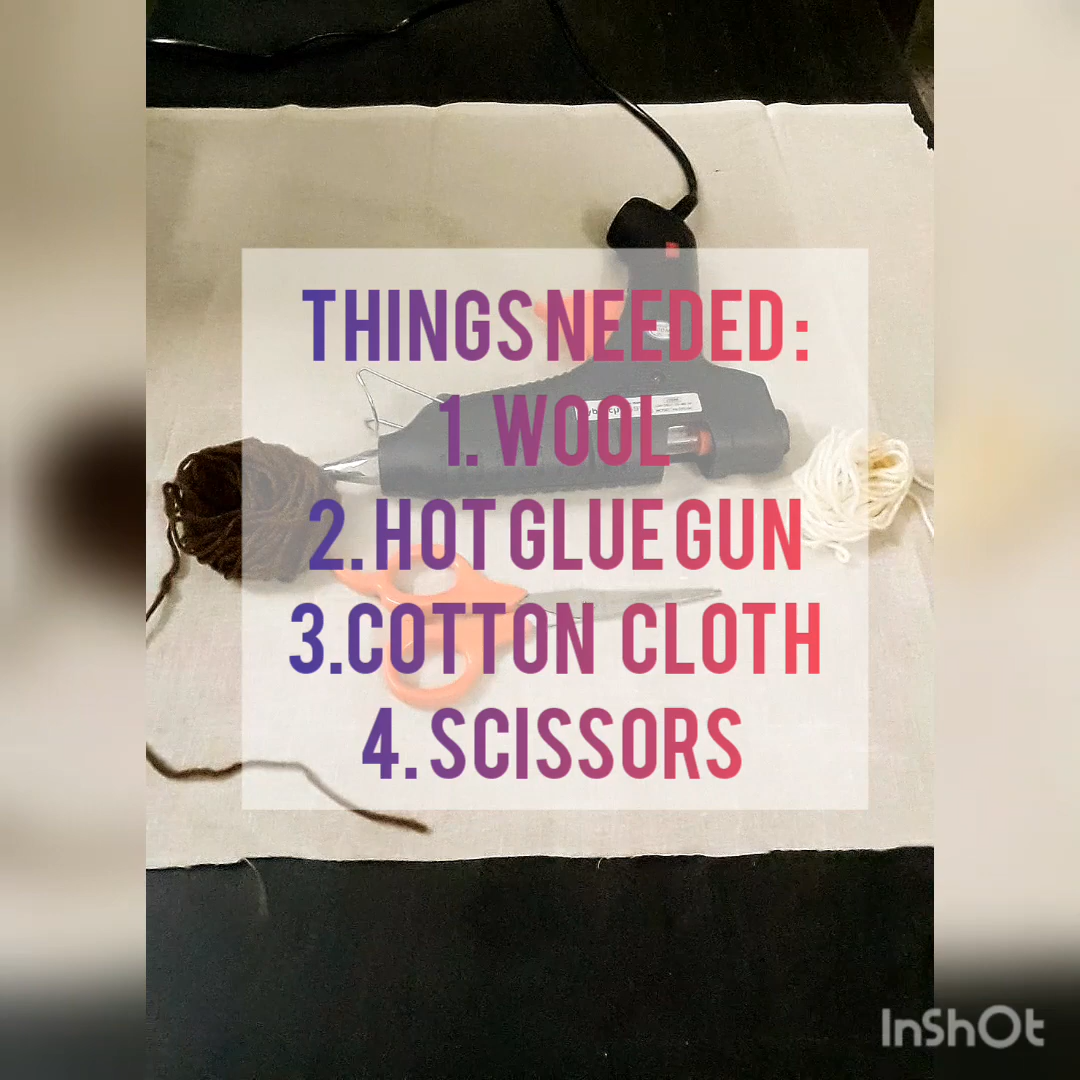 THINGS NEEDED :
1. WOOL
2. HOT GLUE GUN
3.COTTON CLOTH
4. SCISSORS
InShOt